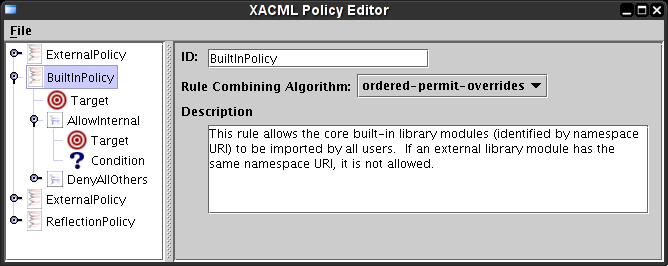 XACML Policy Editor
File
ExternalPolicy
BuiltInPolicy
Target
AllowInternal
Target
? Condition
DenyAllOthers
ExternalPolicy
ReflectionPolicy
ID: BuiltInPolicy
Rule Combining Algorithm: ordered-permit-overrides
Description
This rule allows the core built-in library modules (identified by namespace
URI) to be imported by all users. If an external library module has the
same namespace URI, it is not allowed.